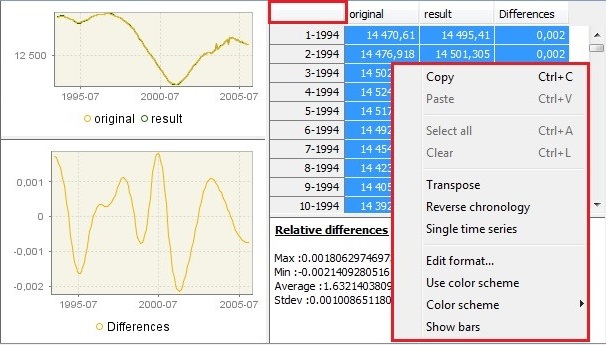 12 500
1995-07 2000-07 2005-07
original result
0,001
0
-0,001
-0,002
1995-07 2000-07 2005-07
Differences
original result Differences
1-1994 14 470,61 14 495,41 0,002
2-1994 14 476,918 14 501,305 0,002
3-1994 14 502
4-1994 14 524
5-1994 14 517
6-1994 14 492
7-1994 14 454
8-1994 14 423
9-1994 14 405
10-1994 14 392
Relative differences
Max :0.00180629746973
Min :-0.0021409280516
Average :1.6321403809
Stdev :0.001008651180
Copy Ctrl+C
Paste Ctrl+V
Select all Ctrl+A
Clear Ctrl+L
Transpose
Reverse chronology
Single time series
Edit format...
Use color scheme
Color scheme
Show bars